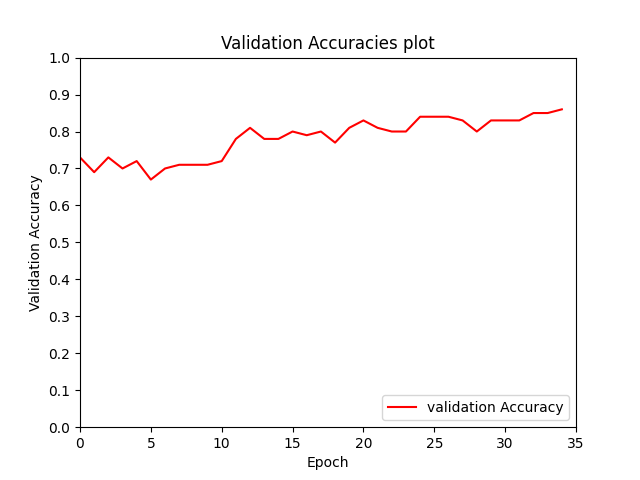 Validation Accuracies plot
1.0
0.9
0.8
0.7
0.6
0.5
0.4
0.3
0.2
0.1
0.0
Validation Accuracy
validation Accuracy
0 5 10 15 20 25 30 35
Epoch